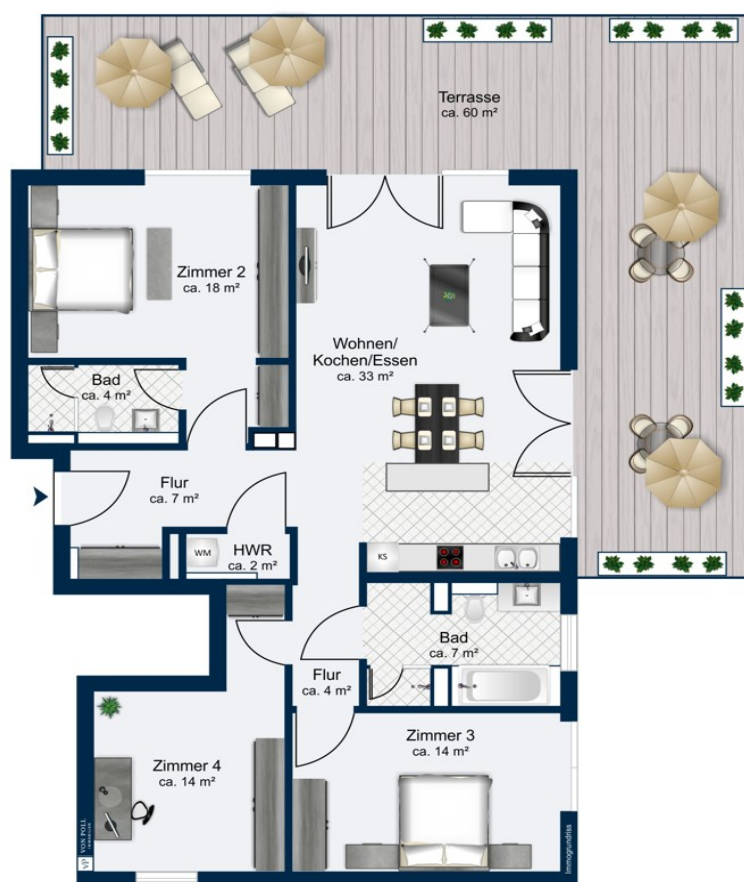 Terrasse
ca. 60 m²
Zimmer 2
ca. 18 m²
Wohnen/
Kochen/Essen
ca. 33 m²
Bad
ca. 4 m²
Flur
ca. 7 m²
WM
HWR
ca. 2 m²
KS
Bad
ca. 7 m²
Flur
ca. 4 m²
Zimmer 3
ca. 14 m²
Zimmer 4
ca. 14 m²
VP
VON POLL
IMMOBILIEN
Immogrundriss